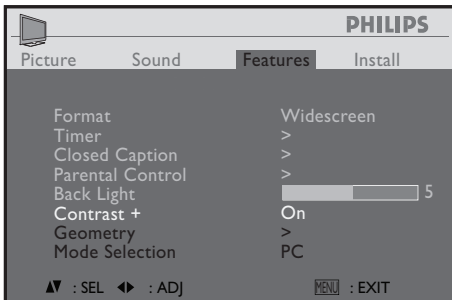 PHILIPS
Picture Sound Features Install
Format Widescreen
Timer >
Closed Caption >
Parental Control >
Back Light 5
Contrast + On
Geometry >
Mode Selection PC
: SEL : ADJ MENU : EXIT